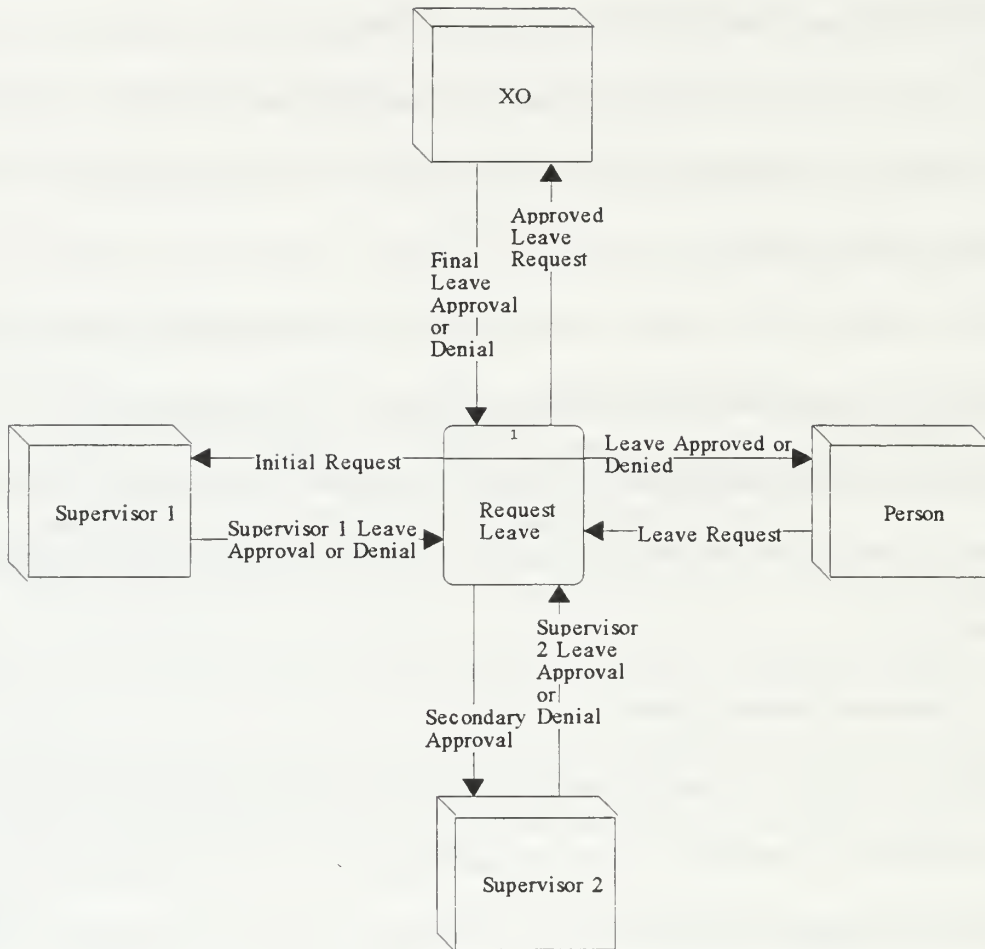 XO
Approved
Leave
Request
Final
Leave
Approval
or
Denial
1
Request
Leave
Initial Request
Leave Approved or
Denied
Supervisor 1
Supervisor 1 Leave
Approval or Denial
Leave Request
Person
Supervisor
2 Leave
Approval
or
Denial
Secondary
Approval
Supervisor 2